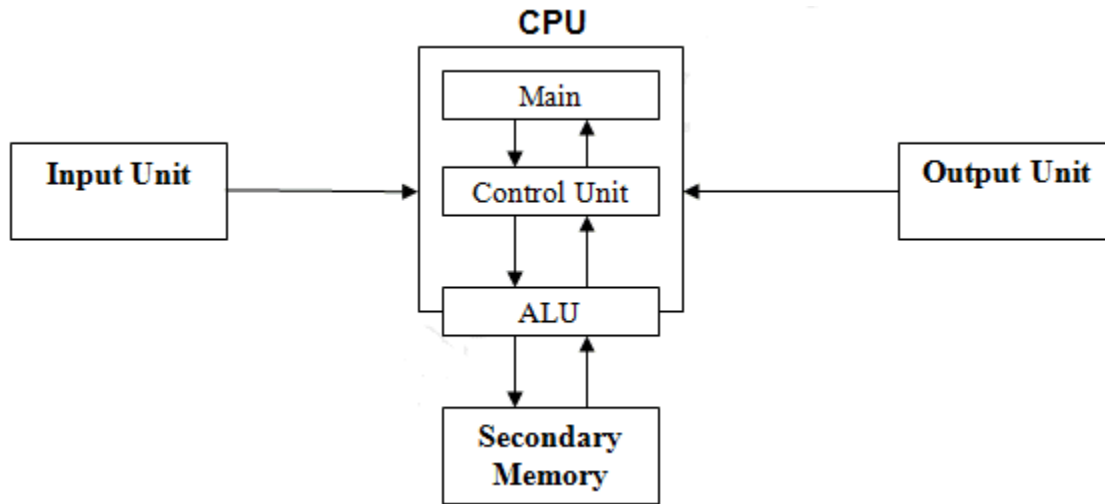 CPU
Main
Input Unit
Control Unit
Output Unit
ALU
Secondary
Memory